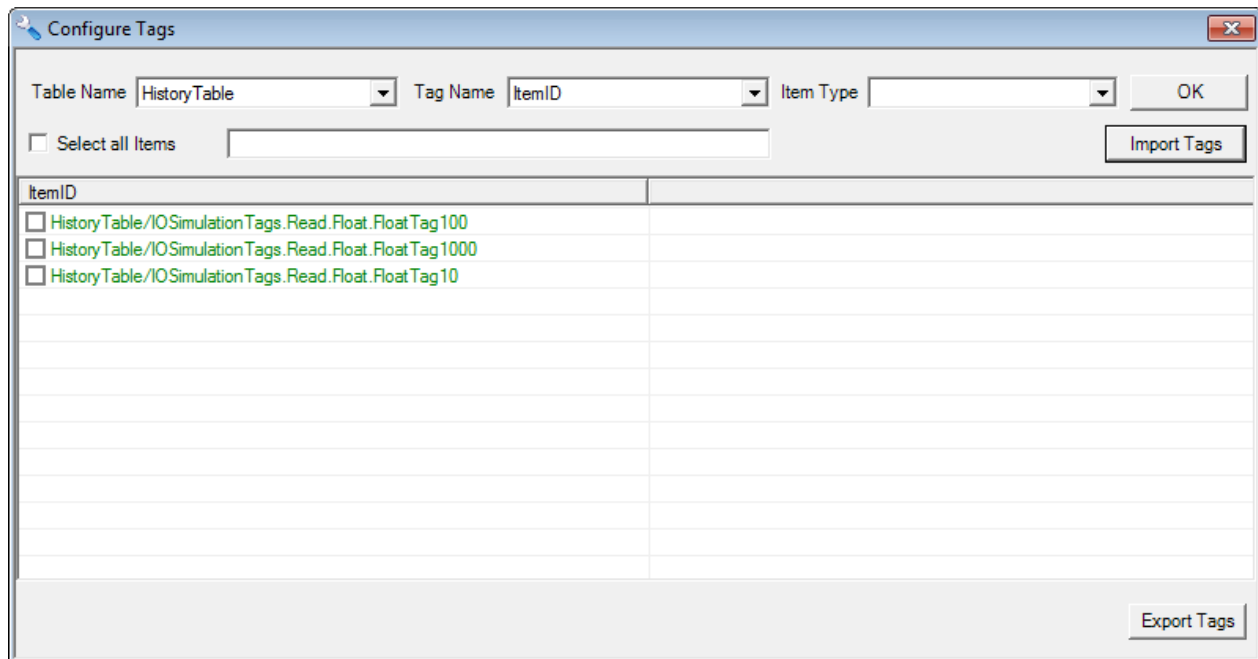 Configure Tags
Table Name HistoryTable Tag Name ItemID Item Type OK
Select all Items Import Tags
ItemID
HistoryTable/IOSimulationTags.Read.Float.FloatTag100
HistoryTable/IOSimulationTags.Read.Float.FloatTag1000
HistoryTable/IOSimulationTags.Read.Float.FloatTag10
Export Tags